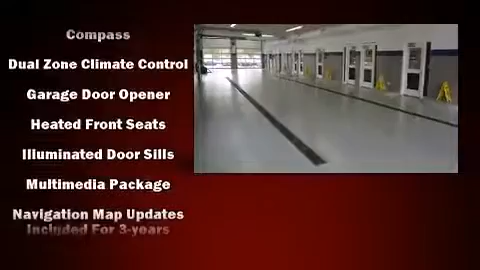 Compass
Dual Zone Climate Control
Garage Door Opener
Heated Front Seats
Illuminated Door Sills
Multimedia Package
Navigation Map Updates
Included For 3-years